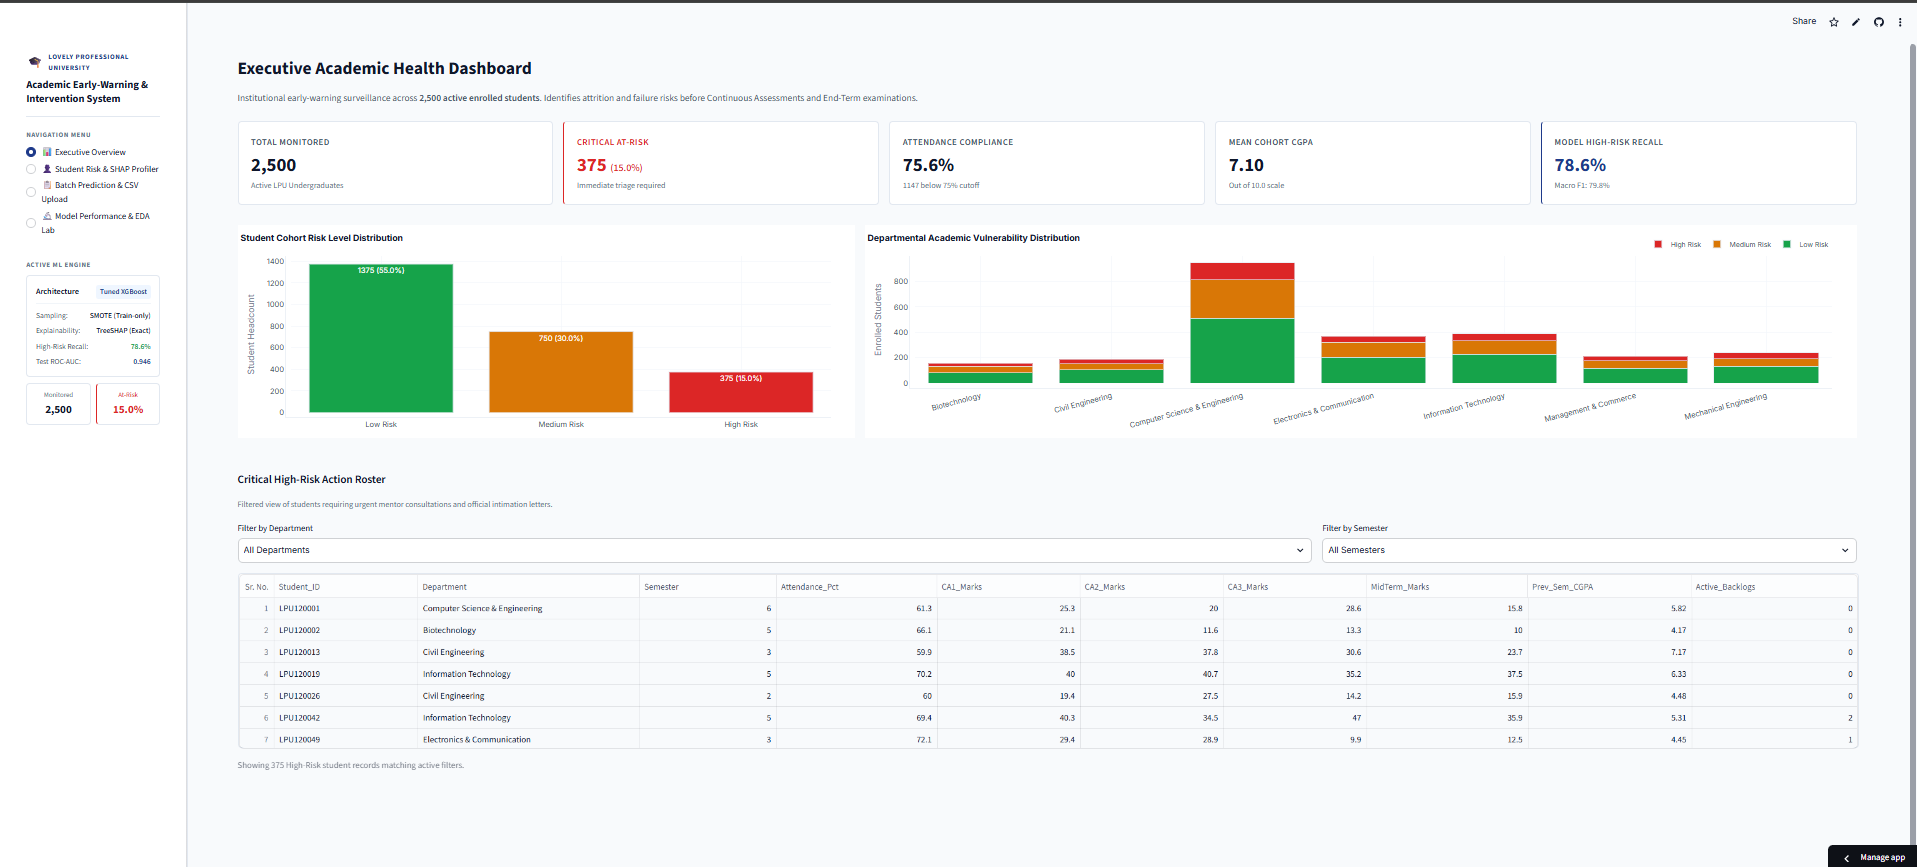 Share
LOVELY PROFESSIONAL
UNIVERSITY
Academic Early-Warning &
Intervention System
NAVIGATION MENU
Executive Overview
Student Risk & SHAP Profiler
Batch Prediction & CSV
Upload
Model Performance & EDA
Lab
ACTIVE ML ENGINE
Architecture Tuned XGBoost
Sampling: SMOTE (Train-only)
Explainability: TreeSHAP (Exact)
High-Risk Recall: 78.6%
Test ROC-AUC: 0.946
Monitored At-Risk
2,500 15.0%
Executive Academic Health Dashboard
Institutional early-warning surveillance across 2,500 active enrolled students. Identifies attrition and failure risks before Continuous Assessments and End-Term examinations.
TOTAL MONITORED
2,500
Active LPU Undergraduates
CRITICAL AT-RISK
375 (15.0%)
Immediate triage required
ATTENDANCE COMPLIANCE
75.6%
1147 below 75% cutoff
MEAN COHORT CGPA
7.10
Out of 10.0 scale
MODEL HIGH-RISK RECALL
78.6%
Macro F1: 79.8%
Student Cohort Risk Level Distribution
Student Headcount
1400
1200
1000
800
600
400
200
0
1375 (55.0%)
750 (30.0%)
375 (15.0%)
Low Risk Medium Risk High Risk
Departmental Academic Vulnerability Distribution
High Risk Medium Risk Low Risk
Enrolled Students
800
600
400
200
0
Biotechnology
Civil Engineering
Computer Science & Engineering
Electronics & Communication
Information Technology
Management & Commerce
Mechanical Engineering
Critical High-Risk Action Roster
Filtered view of students requiring urgent mentor consultations and official intimation letters.
Filter by Department Filter by Semester
All Departments All Semesters
Sr. No. Student_ID Department Semester Attendance_Pct CA1_Marks CA2_Marks CA3_Marks MidTerm_Marks Prev_Sem_CGPA Active_Backlogs
1 LPU120001 Computer Science & Engineering 6 61.3 25.3 20 28.6 15.8 5.82 0
2 LPU120002 Biotechnology 5 66.1 21.1 11.6 13.3 10 4.17 0
3 LPU120013 Civil Engineering 3 59.9 38.5 37.8 30.6 23.7 7.17 0
4 LPU120019 Information Technology 5 70.2 40 40.7 35.2 37.5 6.33 0
5 LPU120026 Civil Engineering 2 60 19.4 27.5 14.2 15.9 4.48 0
6 LPU120042 Information Technology 5 69.4 40.3 34.5 47 35.9 5.31 2
7 LPU120049 Electronics & Communication 3 72.1 29.4 28.9 9.9 12.5 4.45 1
Showing 375 High-Risk student records matching active filters.
Manage app